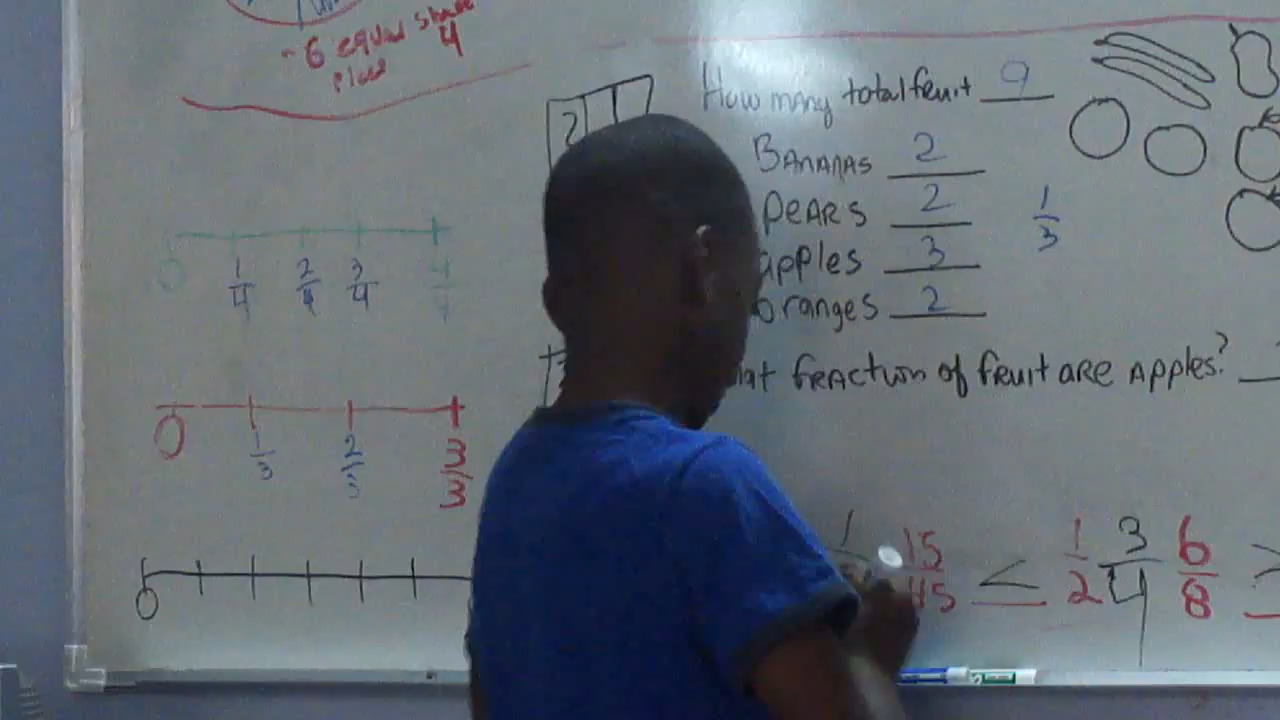 - 6 equal share
4
How many total fruit 9
Bananas 2
Pears 2
1/3
apples 3
oranges 2
0 1/4 2/4 3/4 4/4
fraction of fruit are apples?
0 1/3 2/3 3/3
15/45 < 1/2 3/4 6/8 >
0